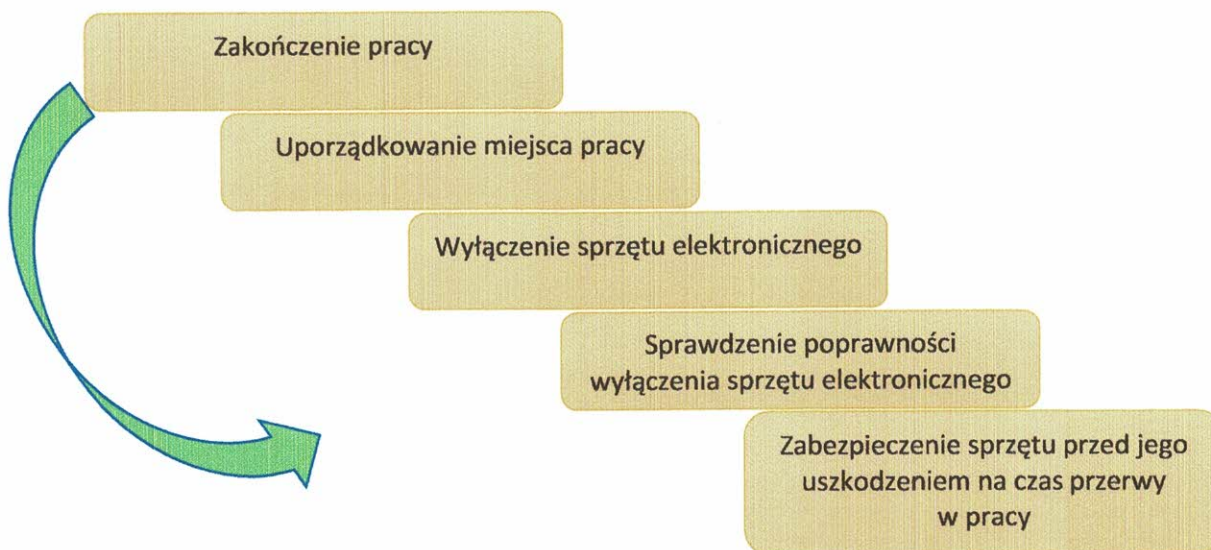 Zakończenie pracy
Uporządkowanie miejsca pracy
Wyłączenie sprzętu elektronicznego
Sprawdzenie poprawności
wyłączenia sprzętu elektronicznego
Zabezpieczenie sprzętu przed jego
uszkodzeniem na czas przerwy
w pracy